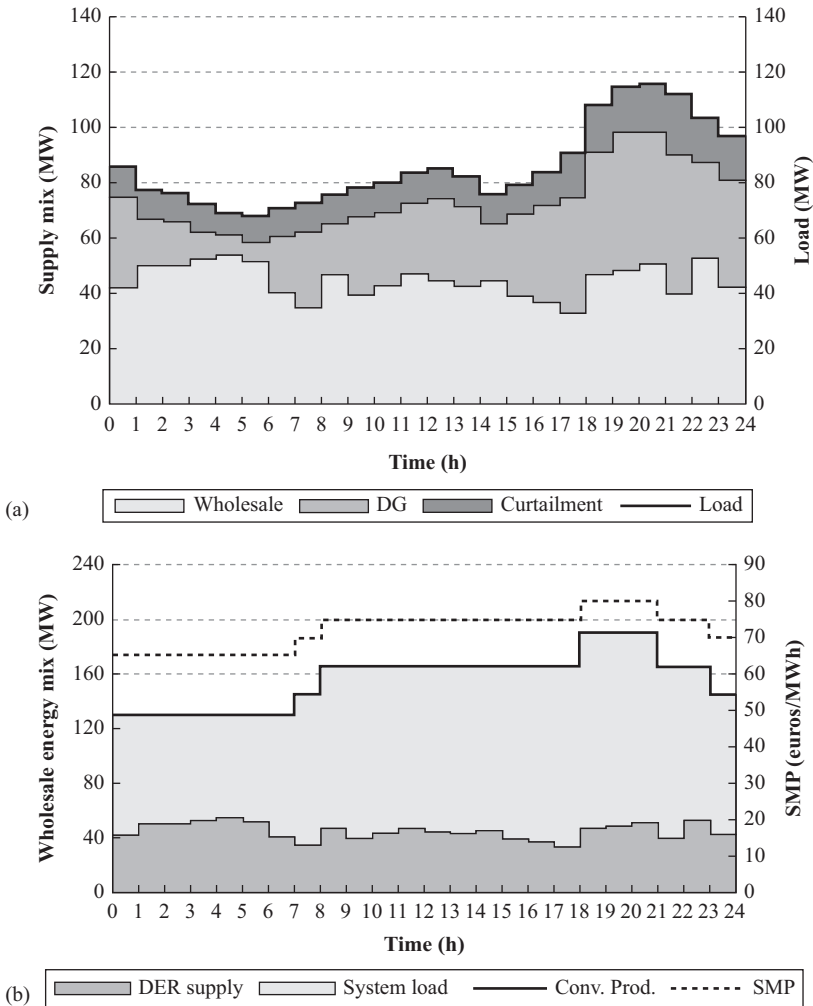 140
120
100
80
60
40
20
0
Supply mix (MW)
140
120
100
80
60
40
20
0
Load (MW)
0 1 2 3 4 5 6 7 8 9 10 11 12 13 14 15 16 17 18 19 20 21 22 23 24
Time (h)
(a)
Wholesale DG Curtailment Load
240
200
160
120
80
40
0
Wholesale energy mix (MW)
90
80
70
60
50
40
30
20
10
0
SMP (euros/MWh)
0 1 2 3 4 5 6 7 8 9 10 11 12 13 14 15 16 17 18 19 20 21 22 23 24
Time (h)
(b)
DER supply System load Conv. Prod. SMP